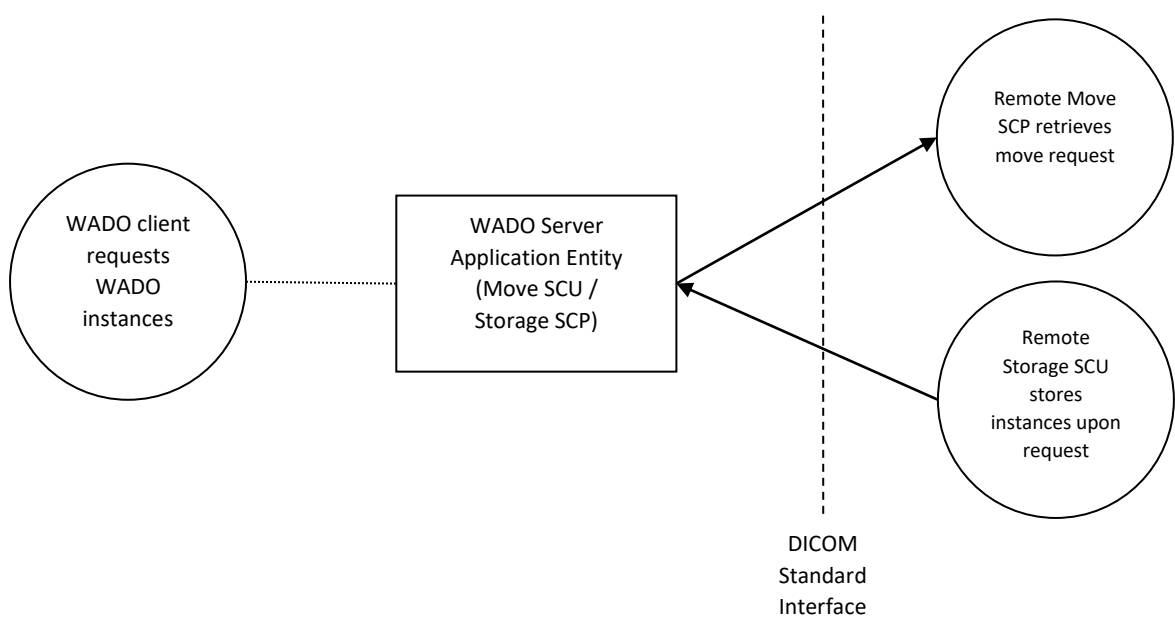 WADO client
requests
WADO
instances
WADO Server
Application Entity
(Move SCU /
Storage SCP)
Remote Move
SCP retrieves
move request
Remote
Storage SCU
stores
instances upon
request
DICOM
Standard
Interface